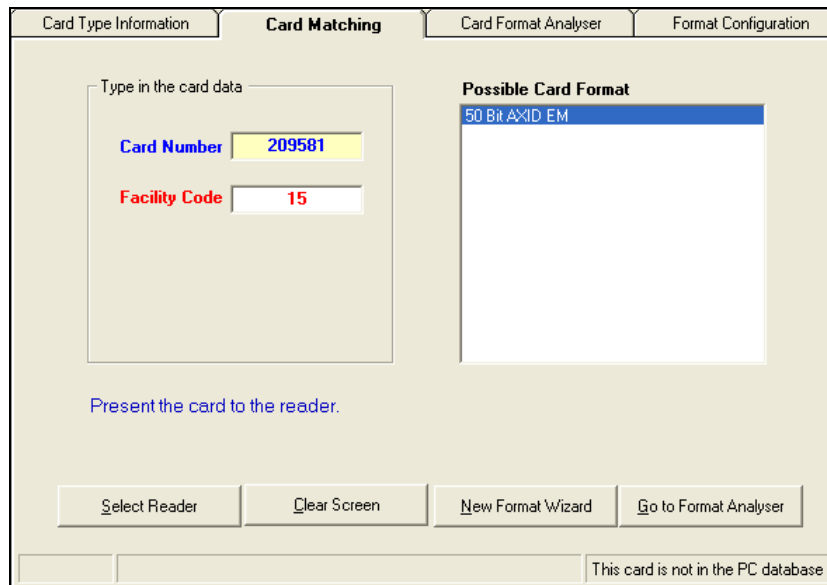 Card Type Information
Card Matching
Card Format Analyser
Format Configuration
Type in the card data
Card Number
209581
Facility Code
15
Possible Card Format
50 Bit AXID EM
Present the card to the reader.
Select Reader
Clear Screen
New Format Wizard
Go to Format Analyser
This card is not in the PC database